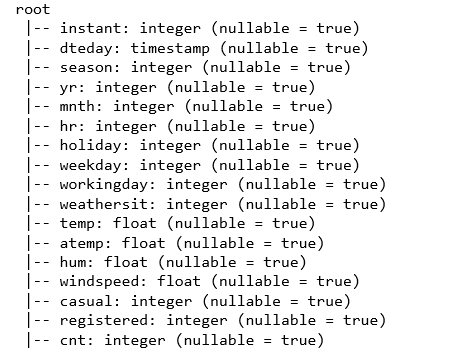 root
 |-- instant: integer (nullable = true)
 |-- dteday: timestamp (nullable = true)
 |-- season: integer (nullable = true)
 |-- yr: integer (nullable = true)
 |-- mnth: integer (nullable = true)
 |-- hr: integer (nullable = true)
 |-- holiday: integer (nullable = true)
 |-- weekday: integer (nullable = true)
 |-- workingday: integer (nullable = true)
 |-- weathersit: integer (nullable = true)
 |-- temp: float (nullable = true)
 |-- atemp: float (nullable = true)
 |-- hum: float (nullable = true)
 |-- windspeed: float (nullable = true)
 |-- casual: integer (nullable = true)
 |-- registered: integer (nullable = true)
 |-- cnt: integer (nullable = true)